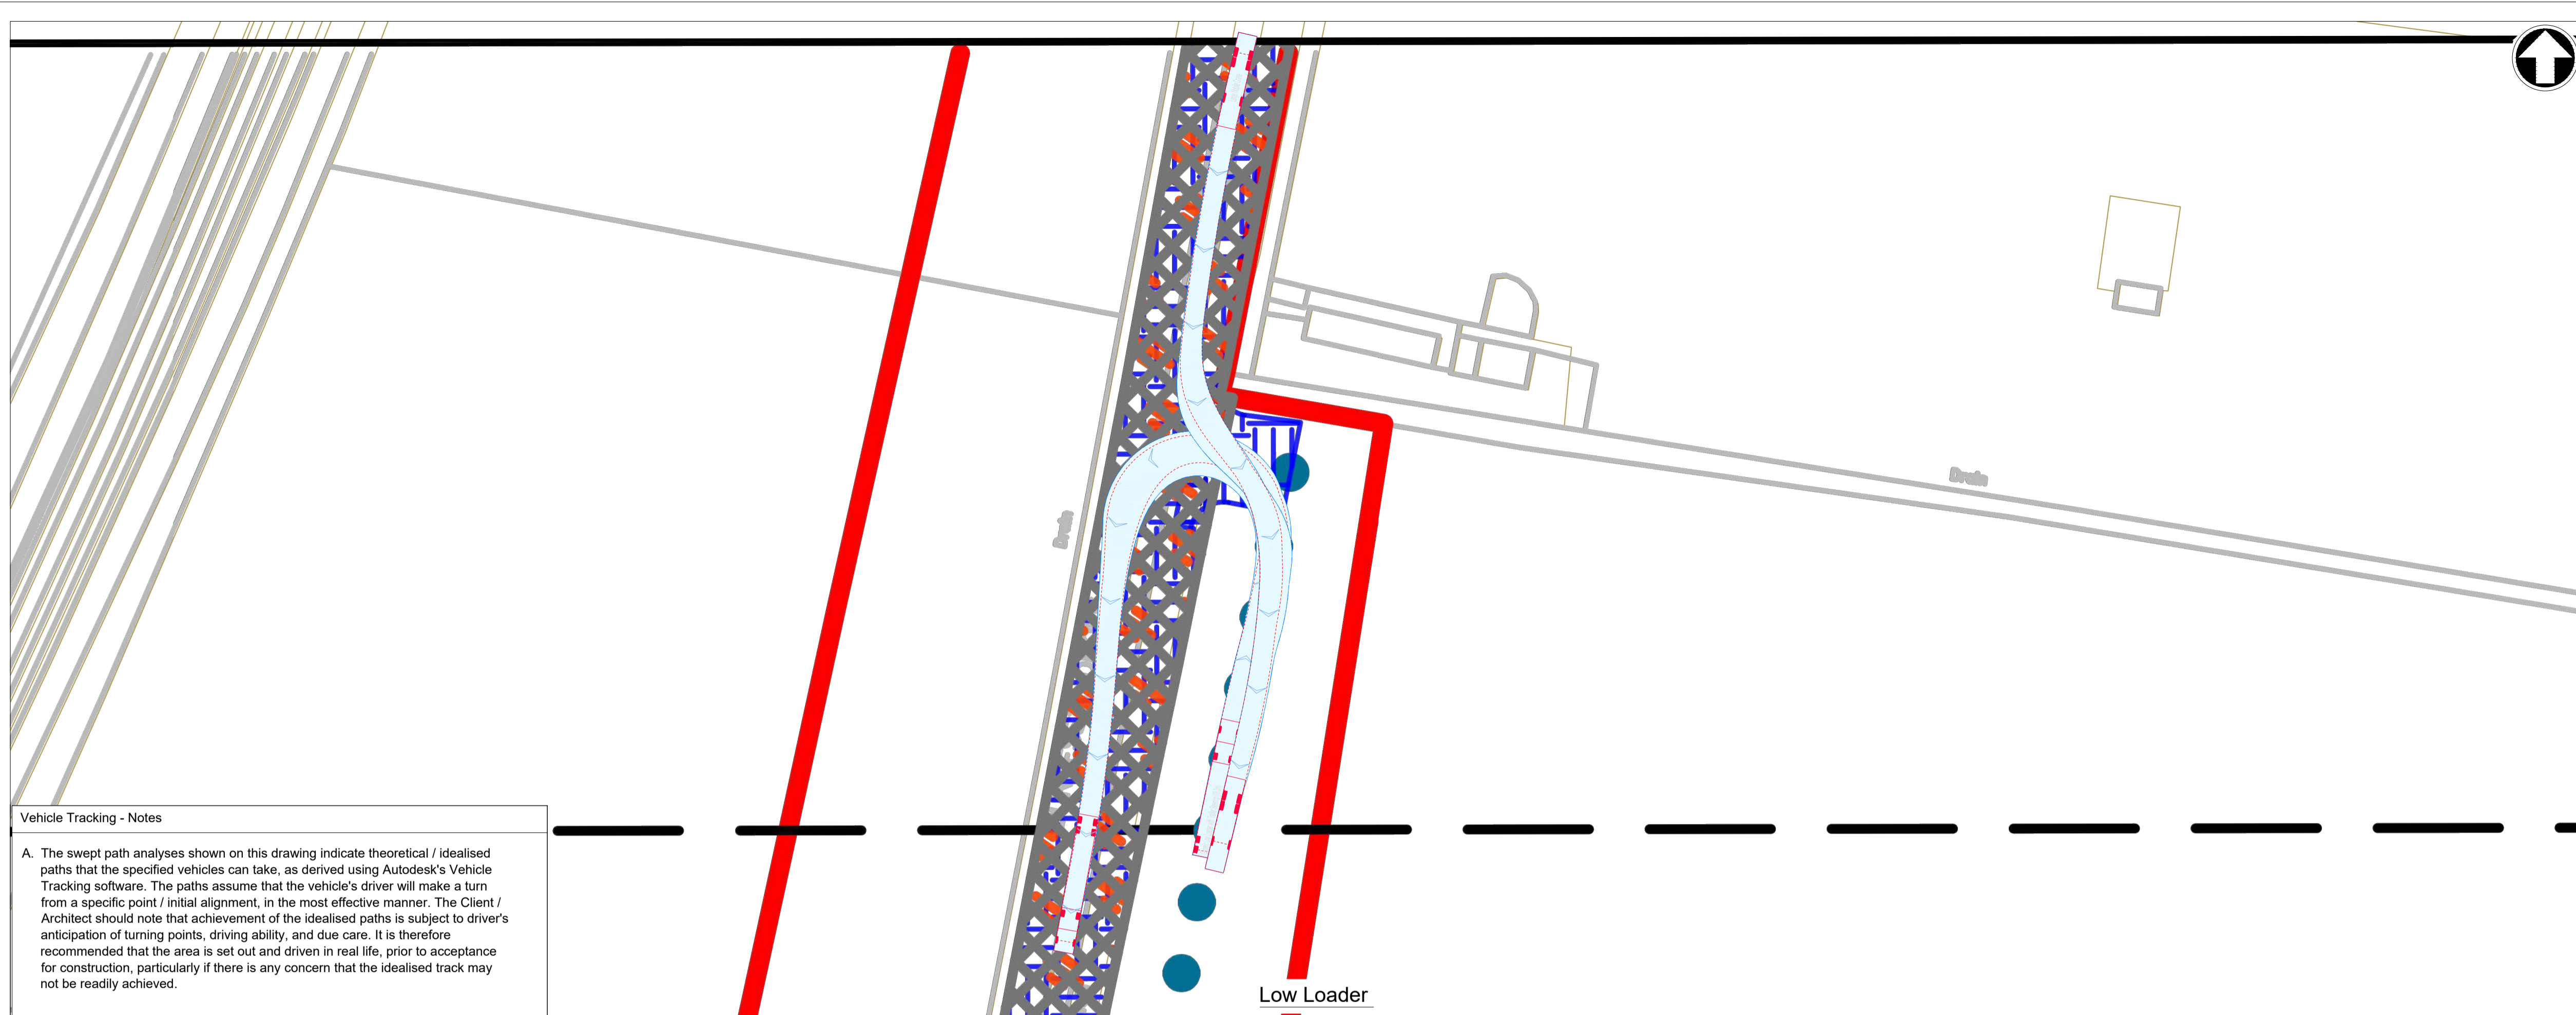 Drain
Drain
Vehicle Tracking - Notes
A. The swept path analyses shown on this drawing indicate theoretical / idealised
paths that the specified vehicles can take, as derived using Autodesk's Vehicle
Tracking software. The paths assume that the vehicle's driver will make a turn
from a specific point / initial alignment, in the most effective manner. The Client /
Architect should note that achievement of the idealised paths is subject to driver's
anticipation of turning points, driving ability, and due care. It is therefore
recommended that the area is set out and driven in real life, prior to acceptance
for construction, particularly if there is any concern that the idealised track may
not be readily achieved.
Low Loader